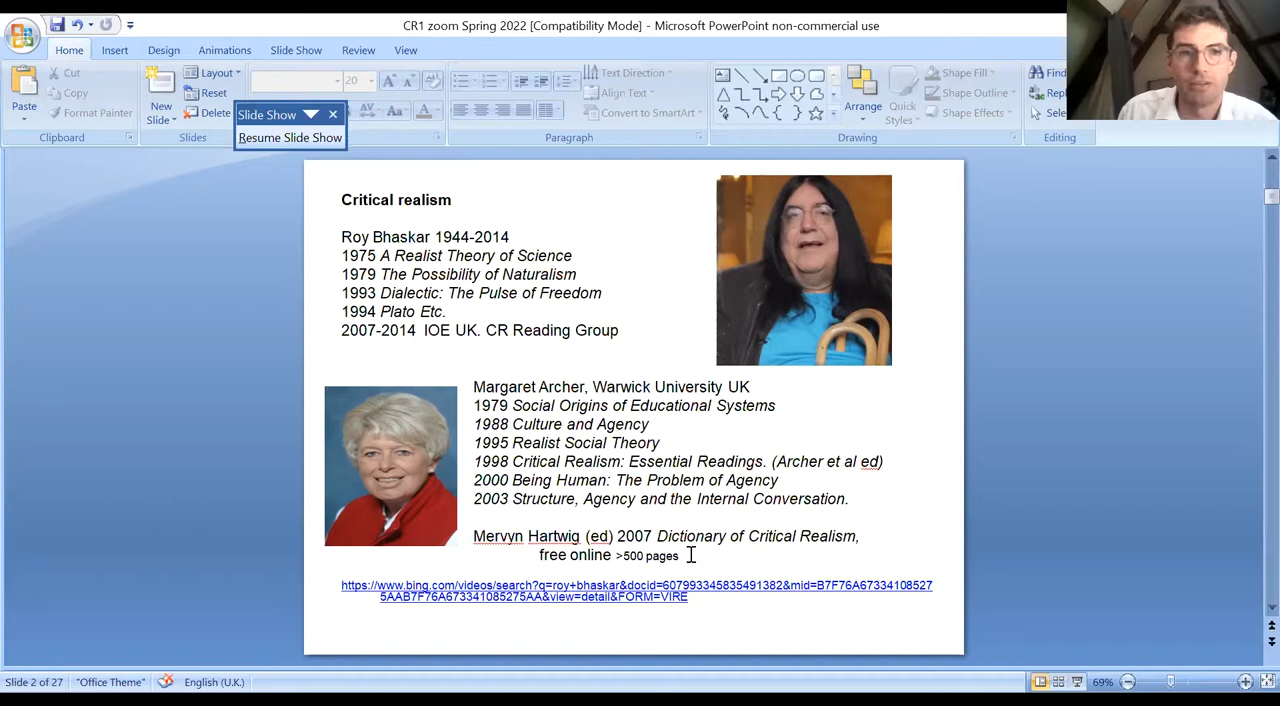 CR1 zoom Spring 2022 [Compatibility Mode] - Microsoft PowerPoint non-commercial use
Home Insert Design Animations Slide Show Review View
Paste
Cut
Copy
Format Painter
Clipboard
New Slide
Layout
Reset
Delete
Slides
Slide Show
Resume Slide Show
20
Aa
A
Paragraph
Text Direction
Align Text
Convert to SmartArt
Arrange
Quick Styles
Shape Fill
Shape Outline
Shape Effects
Drawing
Find
Repl
Selec
Editing
Critical realism
Roy Bhaskar 1944-2014
1975 A Realist Theory of Science
1979 The Possibility of Naturalism
1993 Dialectic: The Pulse of Freedom
1994 Plato Etc.
2007-2014 IOE UK. CR Reading Group
Margaret Archer, Warwick University UK
1979 Social Origins of Educational Systems
1988 Culture and Agency
1995 Realist Social Theory
1998 Critical Realism: Essential Readings. (Archer et al ed)
2000 Being Human: The Problem of Agency
2003 Structure, Agency and the Internal Conversation.
Mervyn Hartwig (ed) 2007 Dictionary of Critical Realism,
free online >500 pages
https://www.bing.com/videos/search?q=roy+bhaskar&docid=607993345835491382&mid=B7F76A67334108527
5AAB7F76A673341085275AA&view=detail&FORM=VIRE
Slide 2 of 27 "Office Theme" English (U.K.) 69%